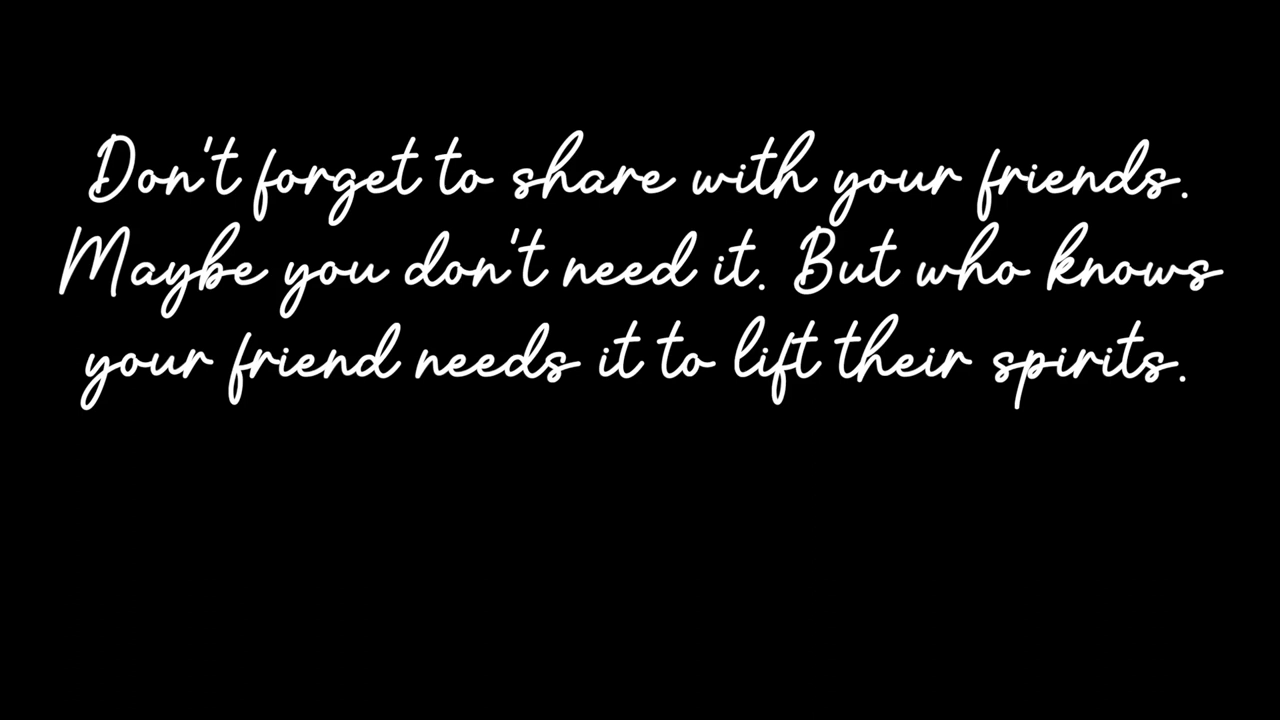 Don't forget to share with your friends.
Maybe you don't need it. But who knows
your friend needs it to lift their spirits.